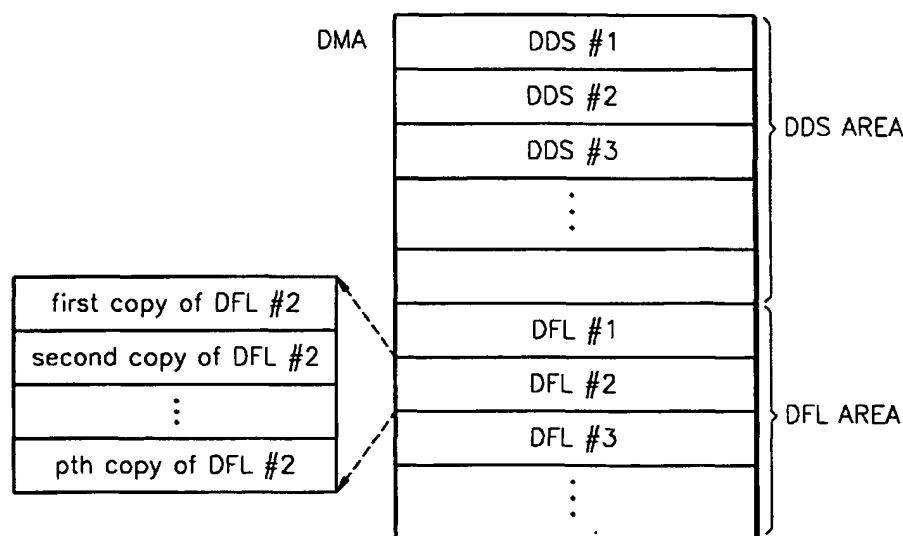 DMA
DDS #1
DDS #2
DDS #3
⋮
DDS AREA
DFL #1
DFL #2
DFL #3
⋮
DFL AREA
first copy of DFL #2
second copy of DFL #2
⋮
pth copy of DFL #2